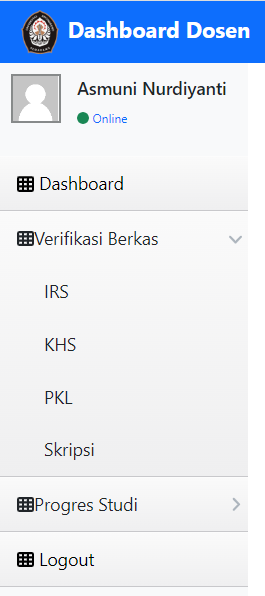 Dashboard Dosen
Asmuni Nurdiyanti
Online
Dashboard
Verifikasi Berkas
IRS
KHS
PKL
Skripsi
Progres Studi
Logout